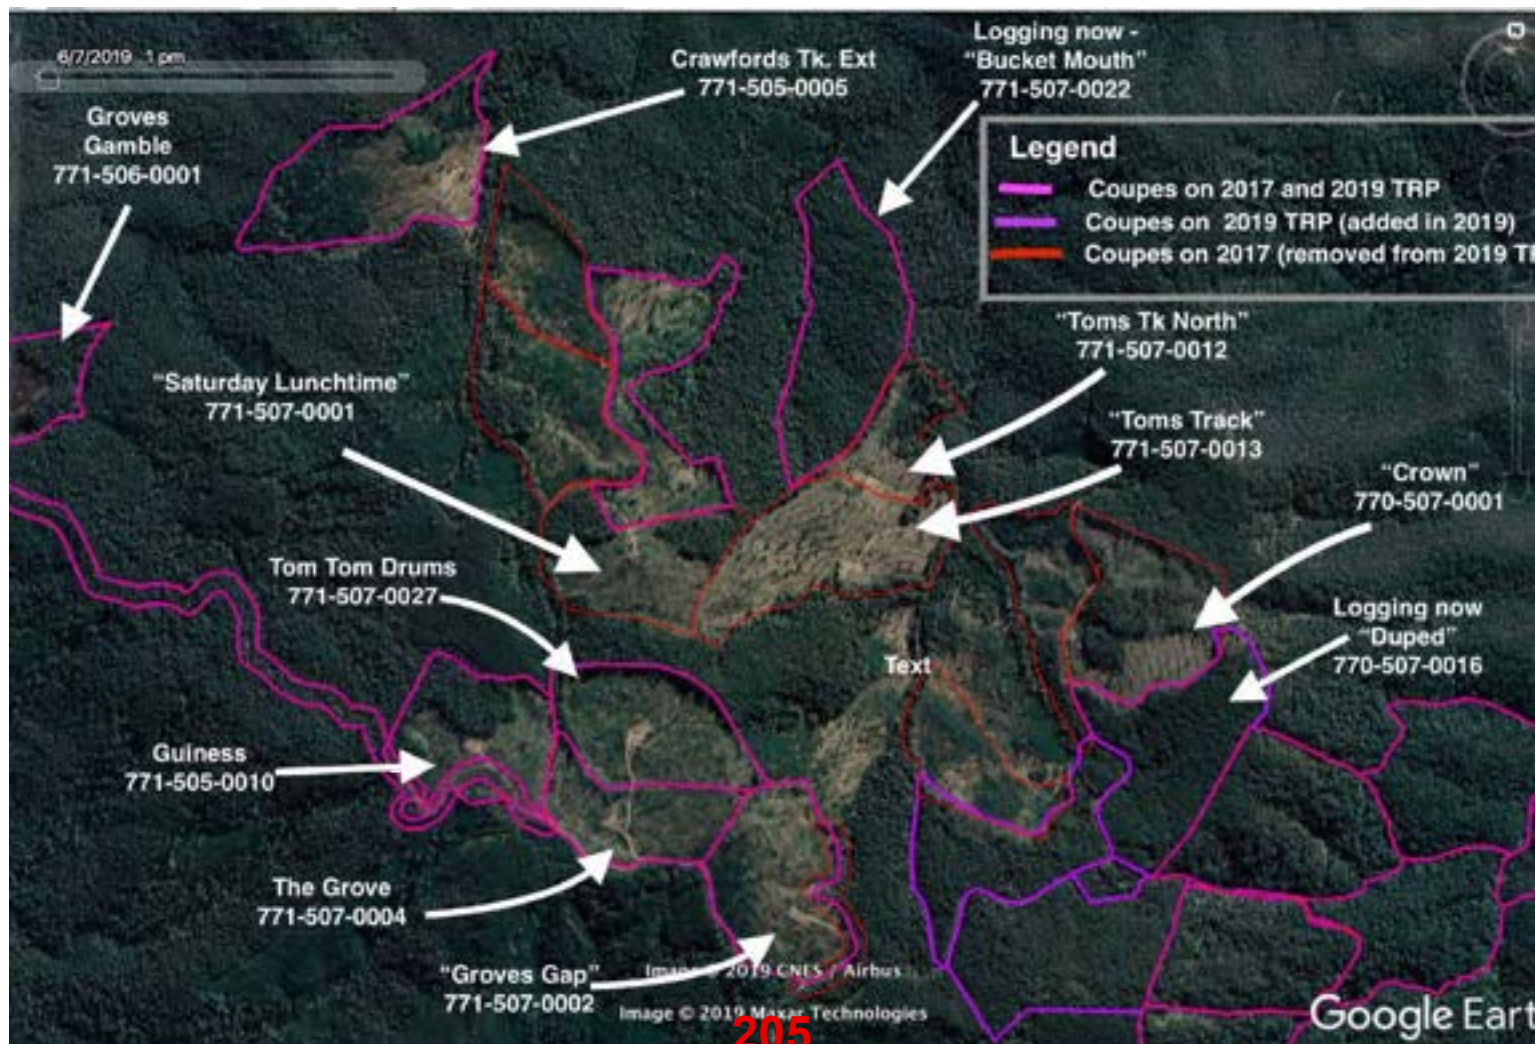 6/7/2019 1 pm
Groves
Gamble
771-506-0001
Crawfords Tk. Ext
771-505-0005
Logging now -
“Bucket Mouth”
771-507-0022
Legend
Coupes on 2017 and 2019 TRP
Coupes on 2019 TRP (added in 2019)
Coupes on 2017 (removed from 2019 T
“Toms Tk North”
771-507-0012
“Saturday Lunchtime”
771-507-0001
“Toms Track”
771-507-0013
“Crown”
770-507-0001
Tom Tom Drums
771-507-0027
Logging now
“Duped”
770-507-0016
Text
Guiness
771-505-0010
The Grove
771-507-0004
“Groves Gap”
771-507-0002
Image © 2019 CNES / Airbus
Image © 2019 Maxar Technologies
Google Eart
205